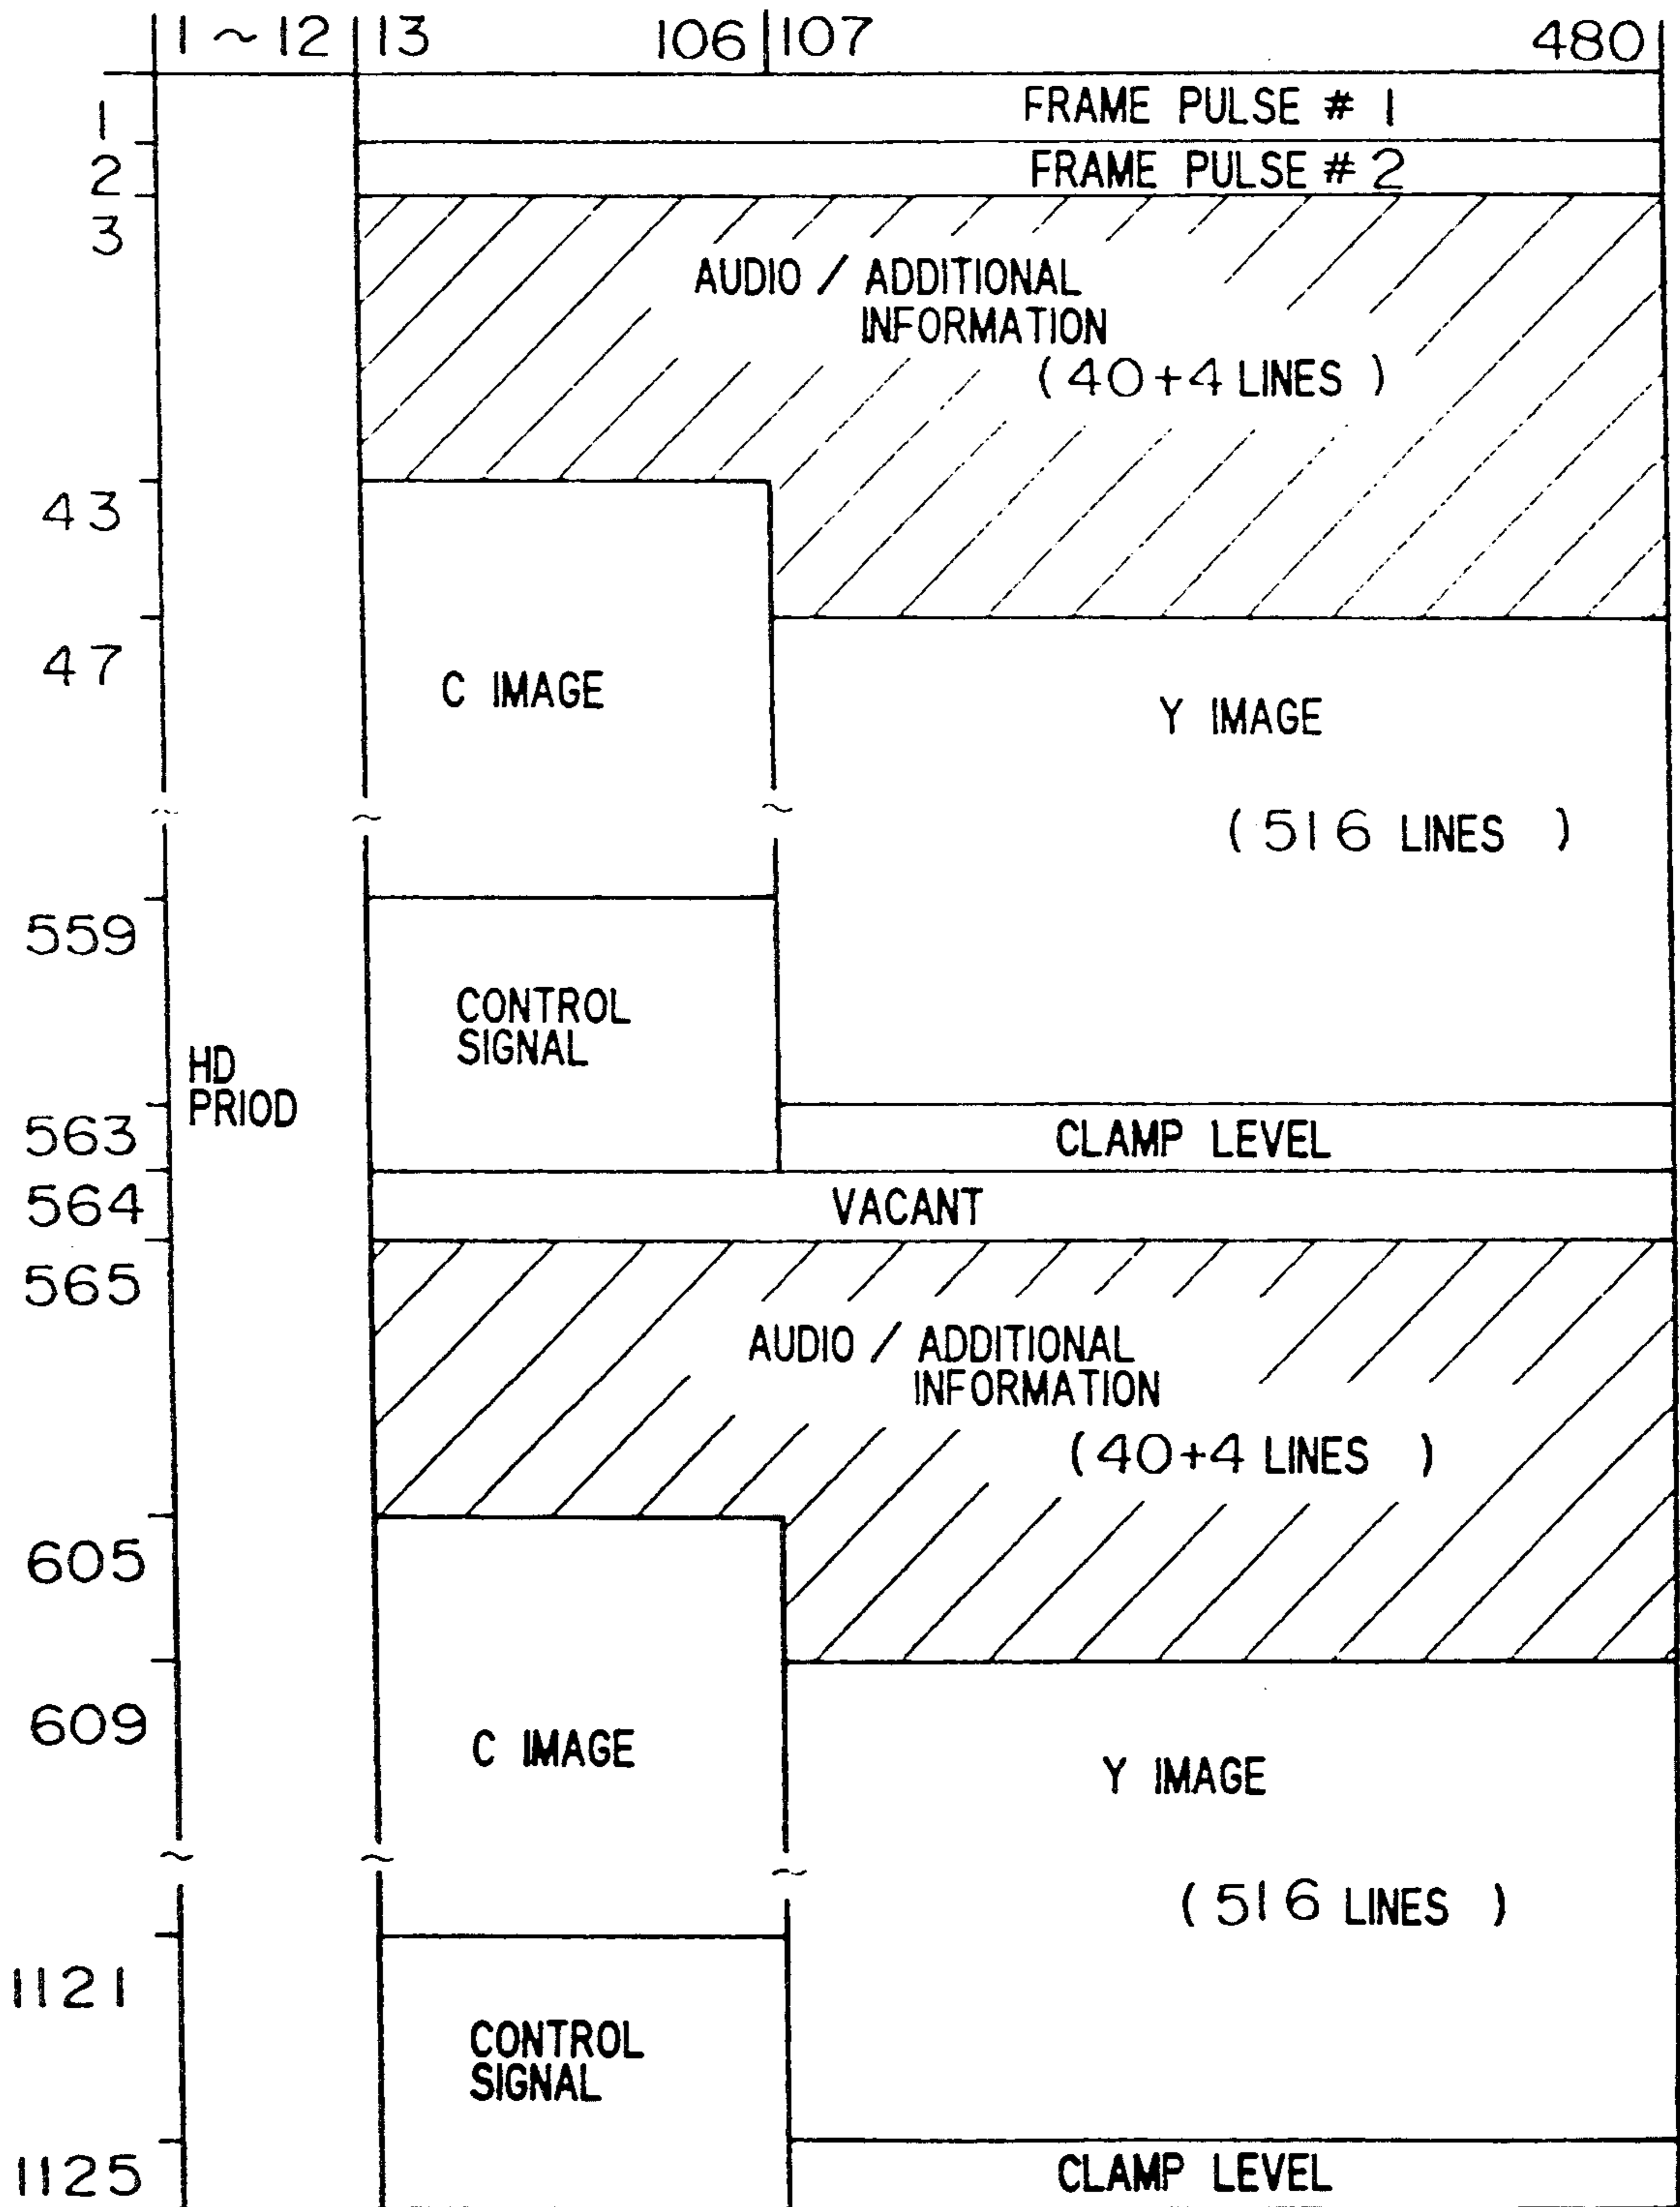 1 ~ 12 13 106 107 480
1 FRAME PULSE # 1
2 FRAME PULSE # 2
3
AUDIO / ADDITIONAL
INFORMATION
( 40+4 LINES )
43
47
C IMAGE
Y IMAGE
( 516 LINES )
559
CONTROL
SIGNAL
HD
PRIOD
563 CLAMP LEVEL
564 VACANT
565
AUDIO / ADDITIONAL
INFORMATION
( 40+4 LINES )
605
609
C IMAGE
Y IMAGE
( 516 LINES )
1121
CONTROL
SIGNAL
1125 CLAMP LEVEL